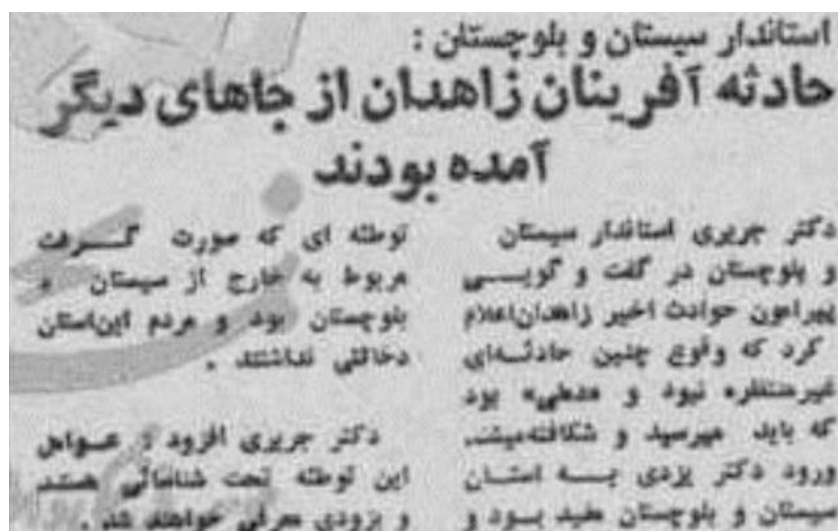 استاندار سیستان و بلوچستان :
حادثه آفرینان زاهدان از جاهای دیگر
آمده بودند
دکتر جریری استاندار سیستان
و بلوچستان در گفت و گویی
پیرامون حوادث اخیر زاهدان اعلام
کرد که وقوع چنین حادثه‌ای
غیرمنتظره نبود و «دملی» بود
که باید میرسید و شکافته میشد.
ورود دکتر یزدی به استان
سیستان و بلوچستان مفید بود و
توطئه ای که صورت گرفت
مربوط به خارج از سیستان و
بلوچستان بود و مردم این‌استان
دخالتی نداشتند .
دکتر جریری افزود : عوامل
این توطئه تحت شناسائی هستند
و بزودی معرفی خواهند شد .